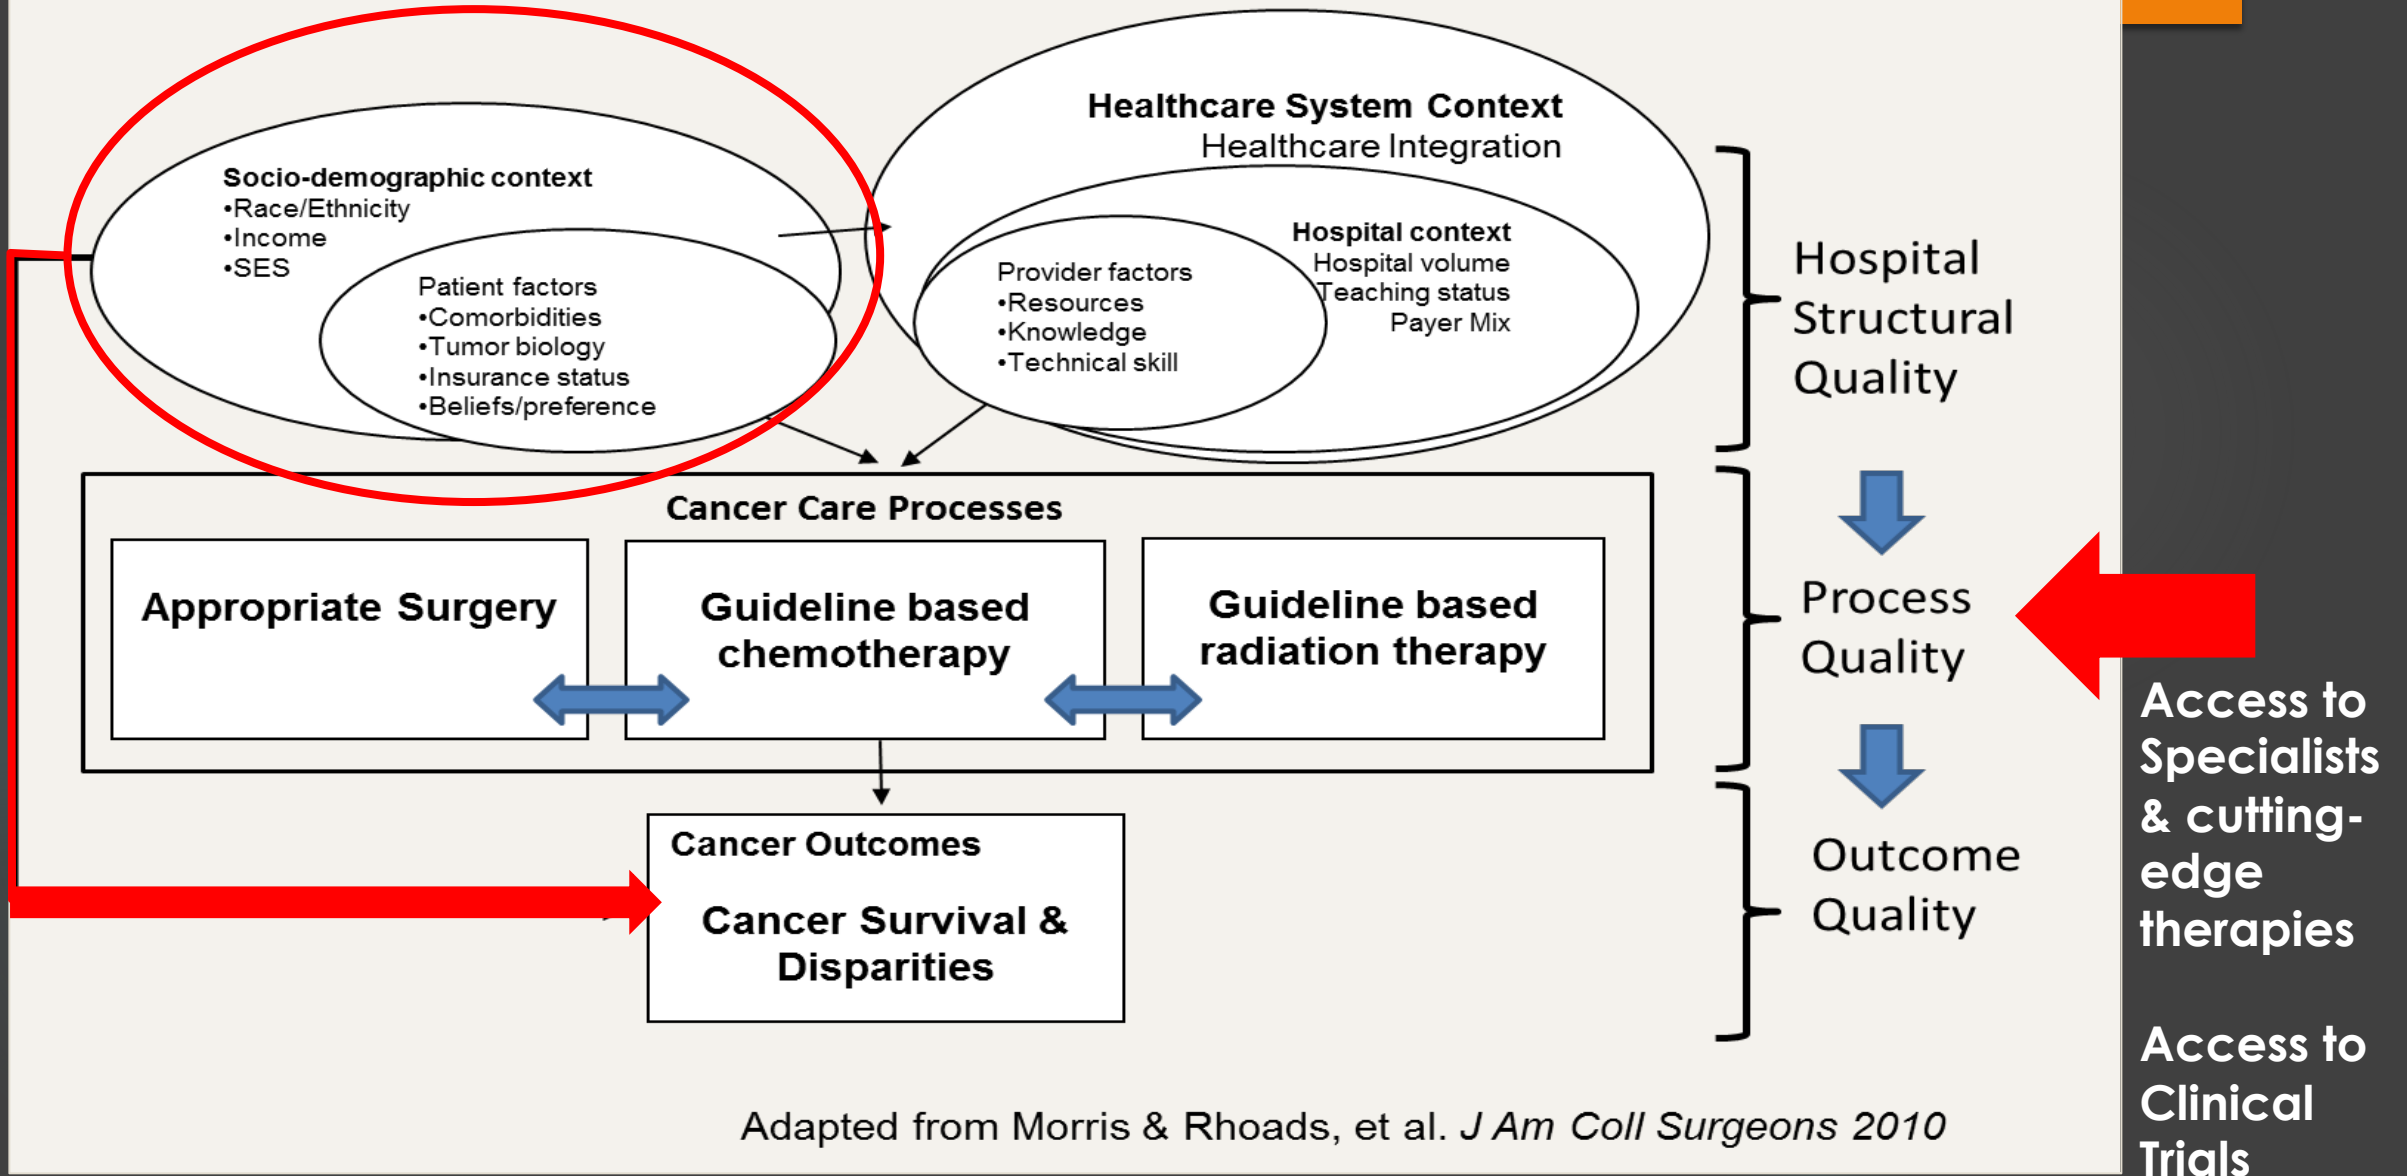 Healthcare System Context
Healthcare Integration
Socio-demographic context
•Race/Ethnicity
•Income
•SES
Patient factors
•Comorbidities
•Tumor biology
•Insurance status
•Beliefs/preference
Provider factors
•Resources
•Knowledge
•Technical skill
Hospital context
Hospital volume
Teaching status
Payer Mix
Hospital
Structural
Quality
Cancer Care Processes
Appropriate Surgery
Guideline based
chemotherapy
Guideline based
radiation therapy
Process
Quality
Cancer Outcomes
Cancer Survival &
Disparities
Outcome
Quality
Access to
Specialists
& cutting-
edge
therapies
Access to
Clinical
Trials
Adapted from Morris & Rhoads, et al. J Am Coll Surgeons 2010